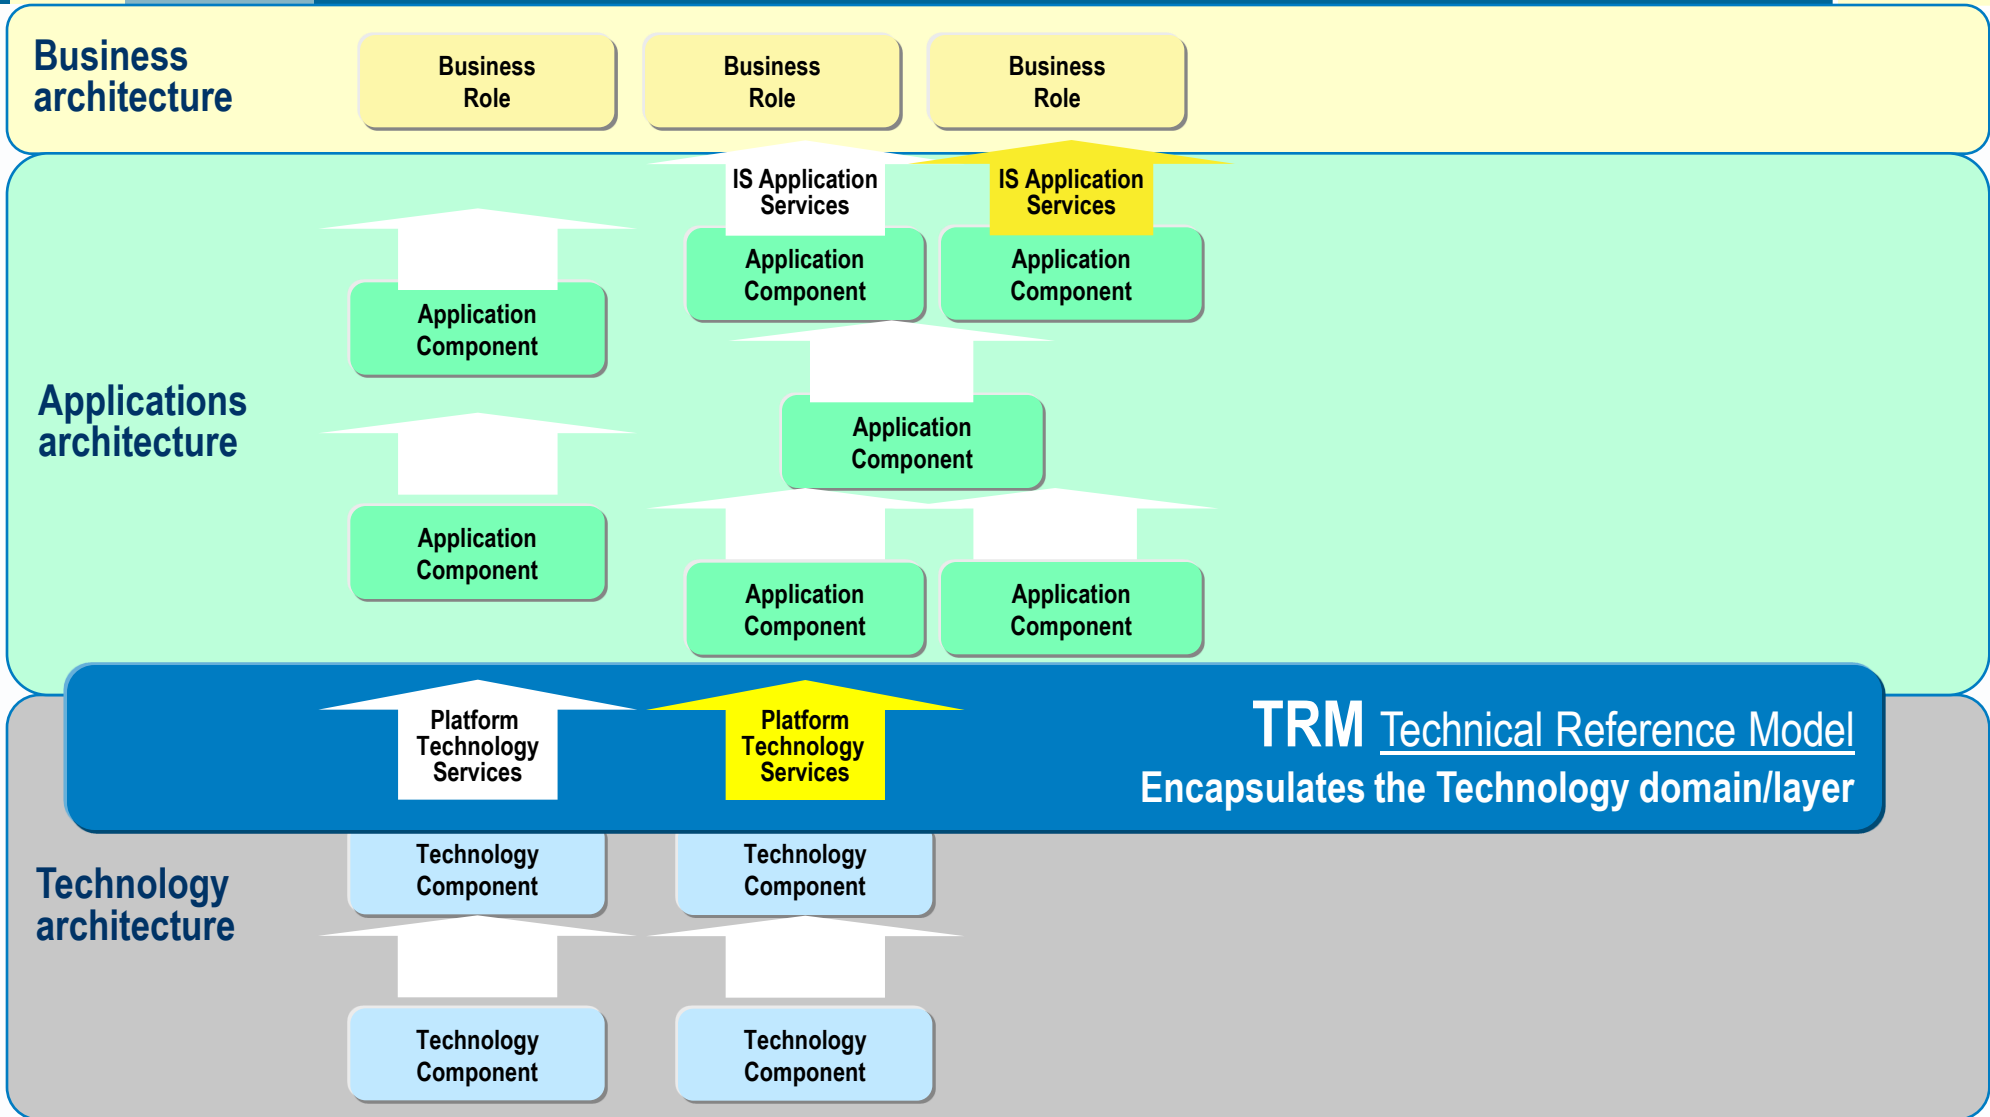 Business
architecture
Business
Role
Business
Role
Business
Role
IS Application
Services
IS Application
Services
Application
Component
Application
Component
Application
Component
Applications
architecture
Application
Component
Application
Component
Application
Component
Application
Component
Platform
Technology
Services
Platform
Technology
Services
TRM Technical Reference Model
Encapsulates the Technology domain/layer
Technology
architecture
Technology
Component
Technology
Component
Technology
Component
Technology
Component